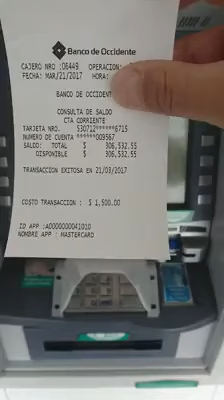 Banco de Occidente
CAJERO NRO. :06449 OPERACION:
FECHA: MAR/21/2017 HORA:
BANCO DE OCCIDENT
CONSULTA DE SALDO
CTA CORRIENTE
TARJETA NRO. 530712******6715
NUMERO DE CUENTA ******009567
SALDO: TOTAL $ 306,532.55
DISPONIBLE $ 306,532.55
TRANSACCION EXITOSA EN 21/03/2017
COSTO TRANSACCION : $ 1,500.00
ID APP :A0000000041010
NOMBRE APP : MASTERCARD